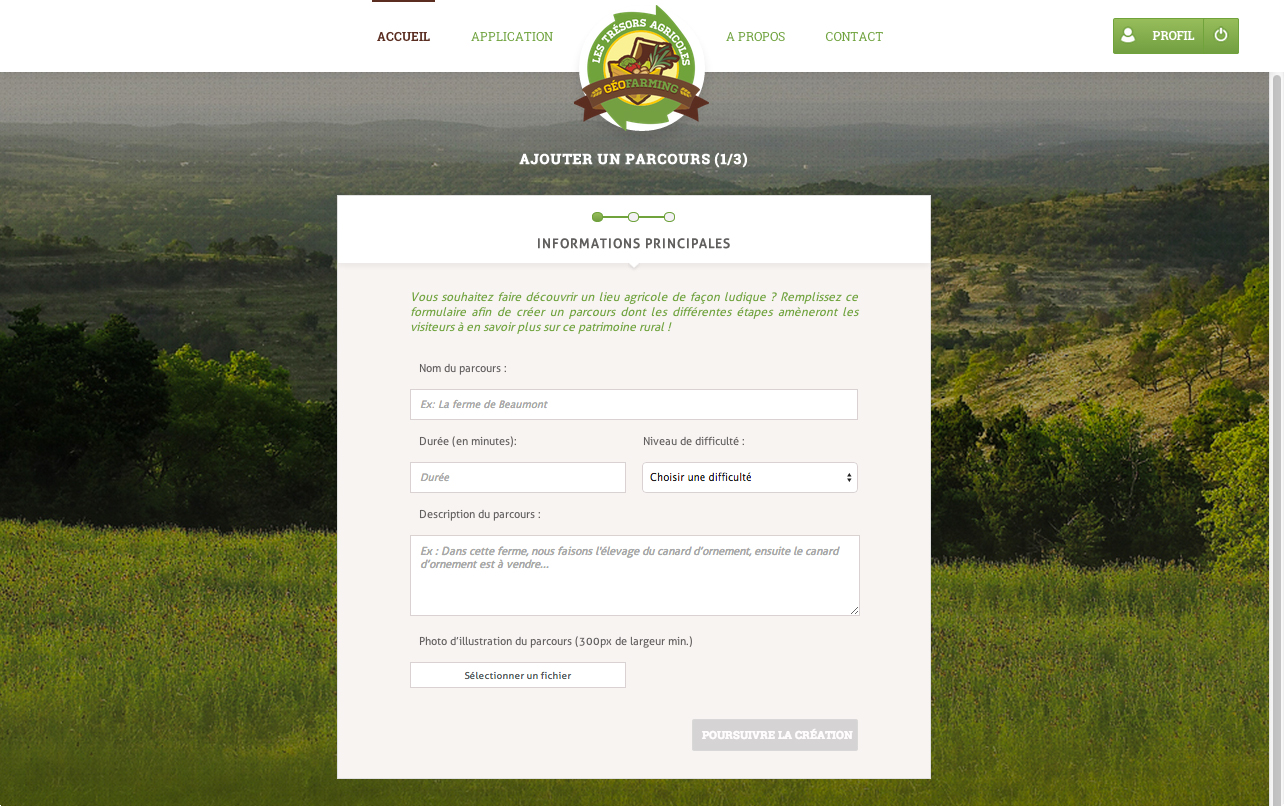 ACCUEIL
APPLICATION
LES TRÉSORS AGRICOLES
GÉOFARMING
A PROPOS
CONTACT
PROFIL
AJOUTER UN PARCOURS (1/3)
INFORMATIONS PRINCIPALES
Vous souhaitez faire découvrir un lieu agricole de façon ludique ? Remplissez ce
formulaire afin de créer un parcours dont les différentes étapes amèneront les
visiteurs à en savoir plus sur ce patrimoine rural !
Nom du parcours :
Ex: La ferme de Beaumont
Durée (en minutes):
Niveau de difficulté :
Durée
Choisir une difficulté
Description du parcours :
Ex : Dans cette ferme, nous faisons l'élevage du canard d'ornement, ensuite le canard
d'ornement est à vendre...
Photo d'illustration du parcours (300px de largeur min.)
Sélectionner un fichier
POURSUIVRE LA CRÉATION